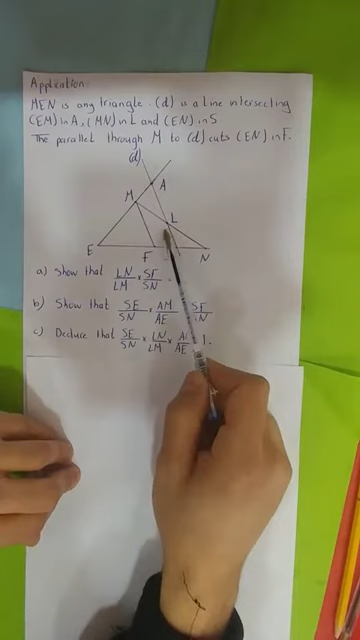 Application:
MEN is any triangle. (d) is a line intersecting
(EM) in A, (MN) in L and (EN) in S
The parallel through M to (d) cuts (EN) in F.
(d)
A
M
L
E F N
a) Show that LN/LM × SF/SN
b) Show that SE/SN × AM/AE SF/SN
c) Deduce that SE/SN × LN/LM × A/AE 1.